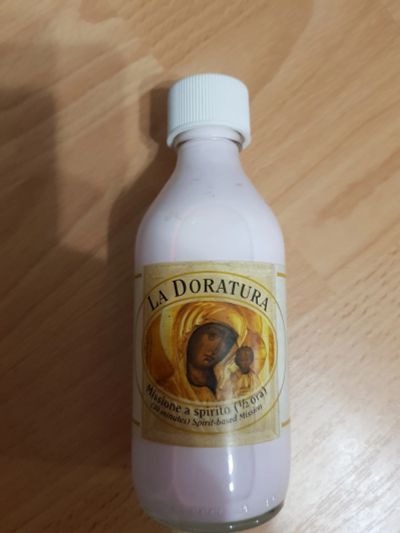 LA DORATURA
Missione a spirito (½ ora)
(30 minutes) Spirit-based Mission